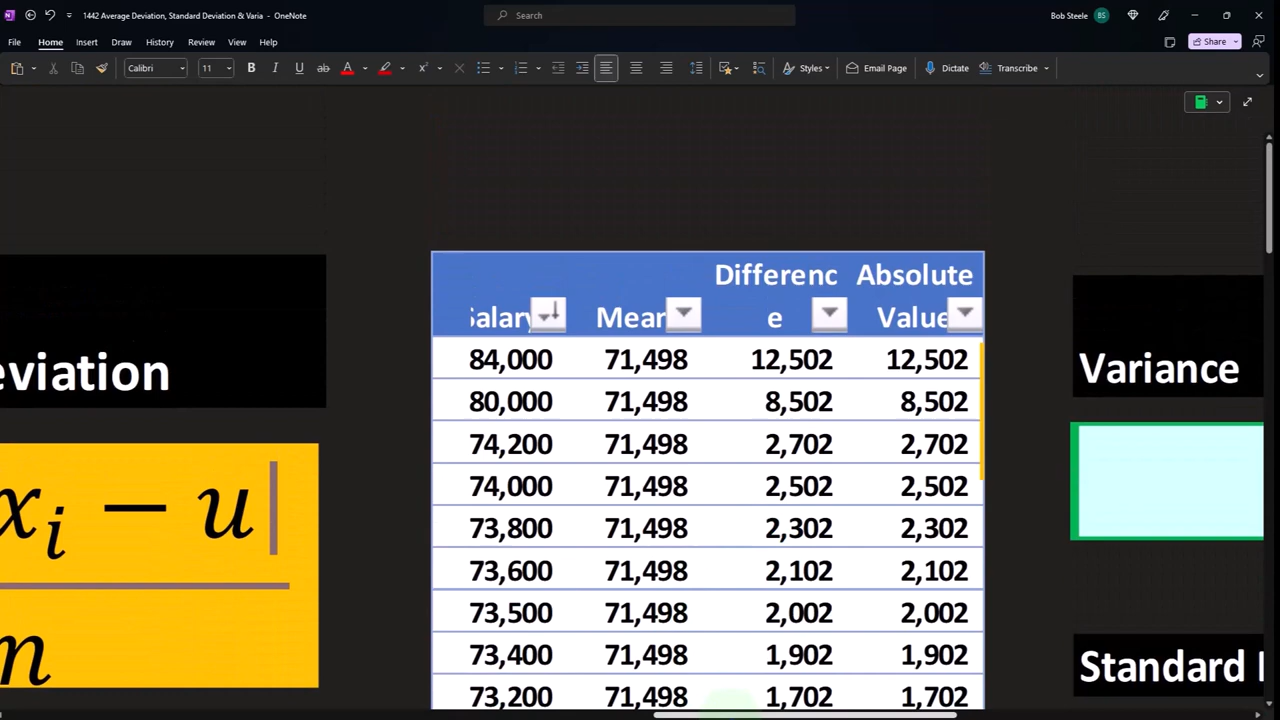 1442 Average Deviation, Standard Deviation & Varia - OneNote
Search
Bob Steele
BS
File Home Insert Draw History Review View Help
Share
Calibri 11 B I U ab A x² Styles Email Page Dictate Transcribe
eviation
xᵢ − u |
n
Salary Mean Differenc e Absolute Value
84,000 71,498 12,502 12,502
80,000 71,498 8,502 8,502
74,200 71,498 2,702 2,702
74,000 71,498 2,502 2,502
73,800 71,498 2,302 2,302
73,600 71,498 2,102 2,102
73,500 71,498 2,002 2,002
73,400 71,498 1,902 1,902
73,200 71,498 1,702 1,702
Variance
Standard